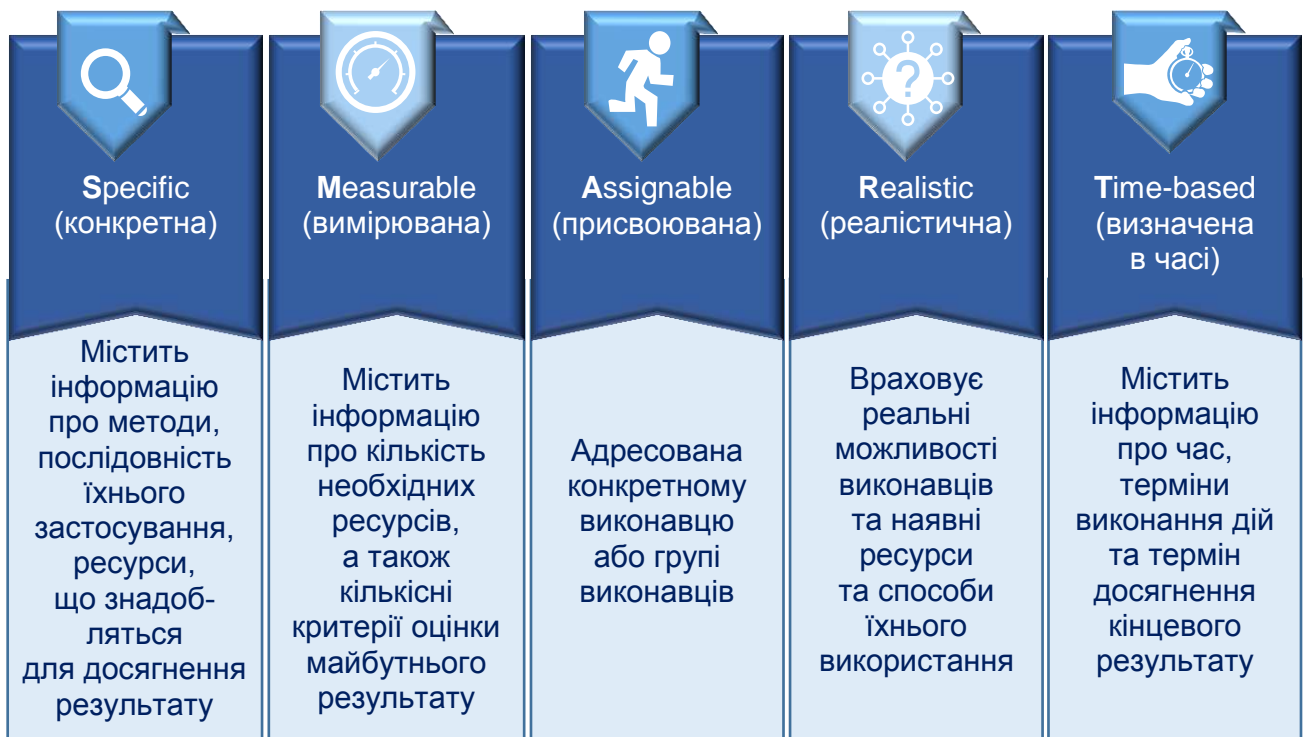 Specific
(конкретна)
Містить
інформацію
про методи,
послідовність
їхнього
застосування,
ресурси,
що знадоб-
ляться
для досягнення
результату
Measurable
(вимірювана)
Містить
інформацію
про кількість
необхідних
ресурсів,
а також
кількісні
критерії оцінки
майбутнього
результату
Assignable
(присвоювана)
Адресована
конкретному
виконавцю
або групі
виконавців
?
Realistic
(реалістична)
Враховує
реальні
можливості
виконавців
та наявні
ресурси
та способи
їхнього
використання
Time-based
(визначена
в часі)
Містить
інформацію
про час,
терміни
виконання дій
та термін
досягнення
кінцевого
результату